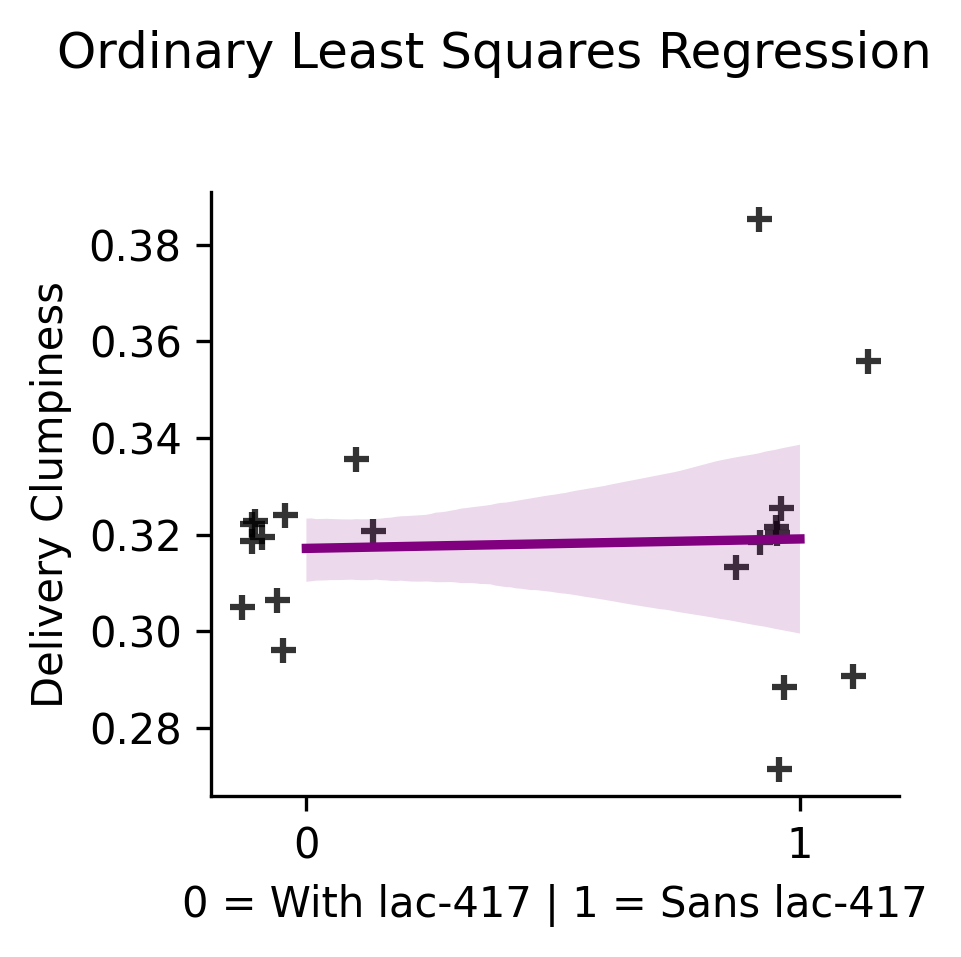 Ordinary Least Squares Regression
Delivery Clumpiness
0.38
0.36
0.34
0.32
0.30
0.28
0
1
0 = With lac-417 | 1 = Sans lac-417